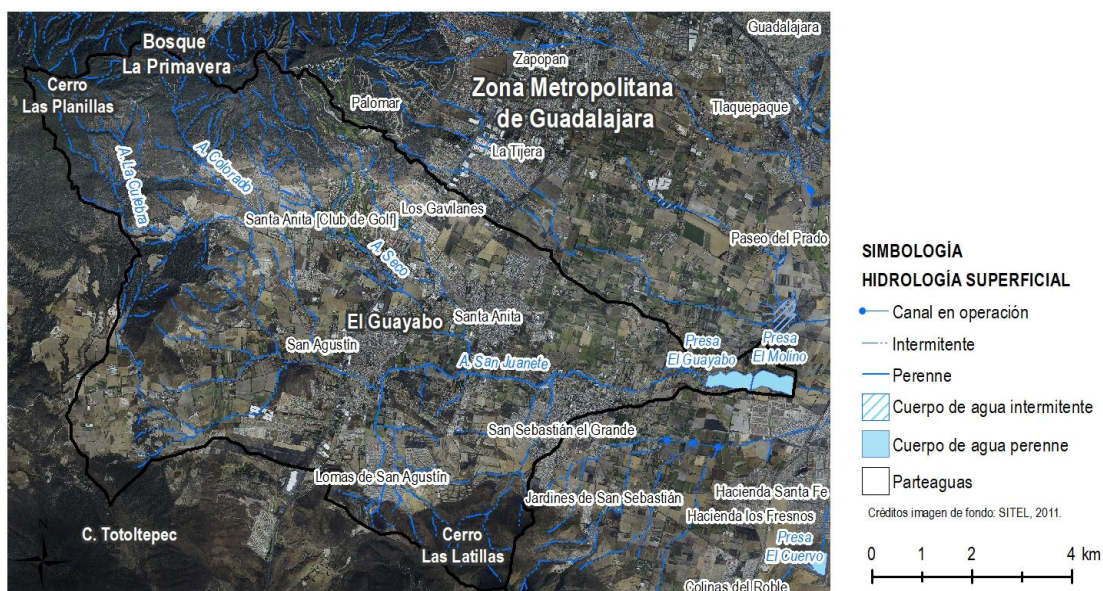 Guadalajara
Bosque
La Primavera
Zapopan
Cerro
Las Planillas
Zona Metropolitana
de Guadalajara
Palomar
Tlaquepaque
La Tijera
A. La Culebra
A. Colorado
Santa Anita [Club de Golf]
Los Gavilanes
Paseo del Prado
A. Seco
El Guayabo
Santa Anita
San Agustín
A. San Juanete
Presa
El Guayabo
Presa
El Molino
San Sebastián el Grande
Lomas de San Agustín
Jardines de San Sebastián
Hacienda Santa Fe
Hacienda los Fresnos
C. Totoltepec
Cerro
Las Latillas
Presa
El Cuervo
Colinas del Roble
N
SIMBOLOGÍA
HIDROLOGÍA SUPERFICIAL
Canal en operación
Intermitente
Perenne
Cuerpo de agua intermitente
Cuerpo de agua perenne
Parteaguas
Créditos imagen de fondo: SITEL, 2011.
0 1 2 4 km